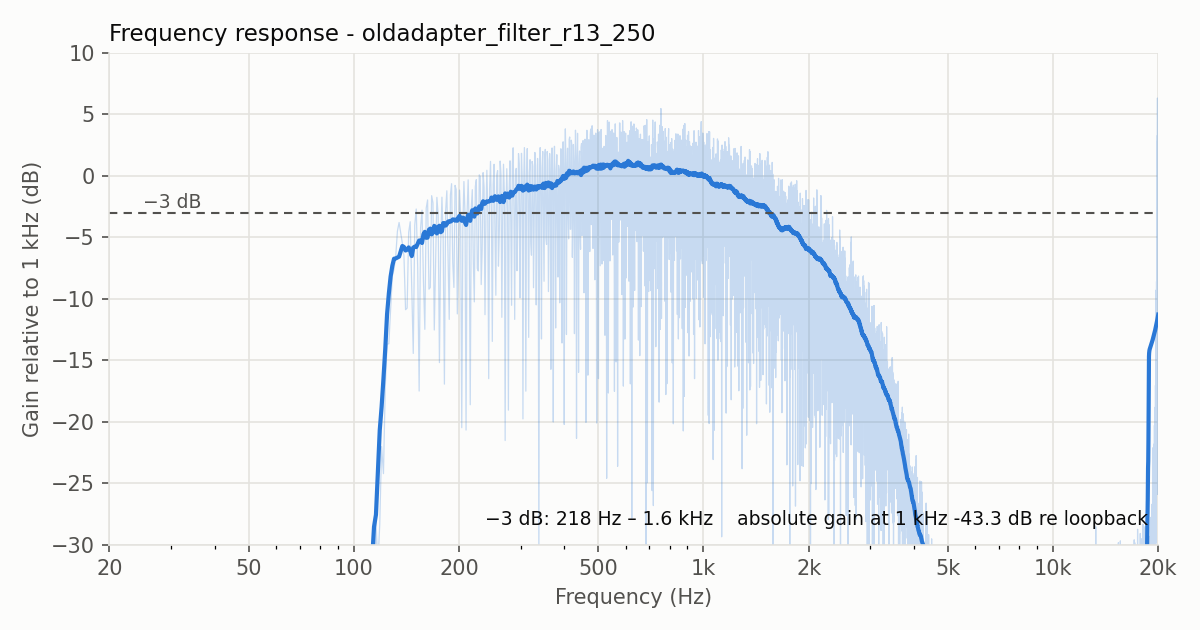 Frequency response - oldadapter_filter_r13_250
Gain relative to 1 kHz (dB)
10
5
0
−5
−10
−15
−20
−25
−30
−3 dB
−3 dB: 218 Hz – 1.6 kHz    absolute gain at 1 kHz -43.3 dB re loopback
20 50 100 200 500 1k 2k 5k 10k 20k
Frequency (Hz)